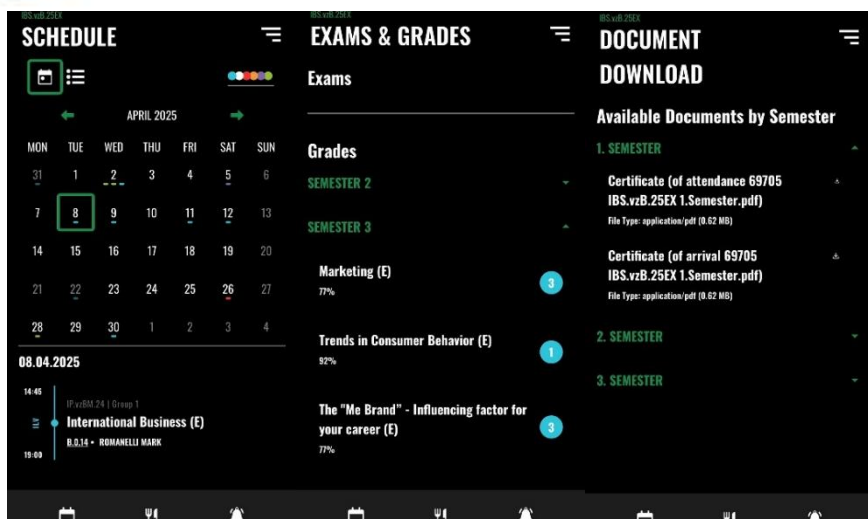 IBS.vzB.25EX
SCHEDULE
APRIL 2025
MON TUE WED THU FRI SAT SUN
31 1 2 3 4 5 6
7 8 9 10 11 12 13
14 15 16 17 18 19 20
21 22 23 24 25 26 27
28 29 30 1 2 3 4
08.04.2025
14:45
IP.vzBM.24 | Group 1
ILV
International Business (E)
B.0.14 • ROMANELLI MARK
19:00
IBS.vzB.25EX
EXAMS & GRADES
Exams
Grades
SEMESTER 2
SEMESTER 3
Marketing (E)
77%
3
Trends in Consumer Behavior (E)
92%
1
The "Me Brand" - Influencing factor for
your career (E)
77%
3
IBS.vzB.25EX
DOCUMENT
DOWNLOAD
Available Documents by Semester
1. SEMESTER
Certificate (of attendance 69705
IBS.vzB.25EX 1.Semester.pdf)
File Type: application/pdf (0.62 MB)
Certificate (of arrival 69705
IBS.vzB.25EX 1.Semester.pdf)
File Type: application/pdf (0.62 MB)
2. SEMESTER
3. SEMESTER